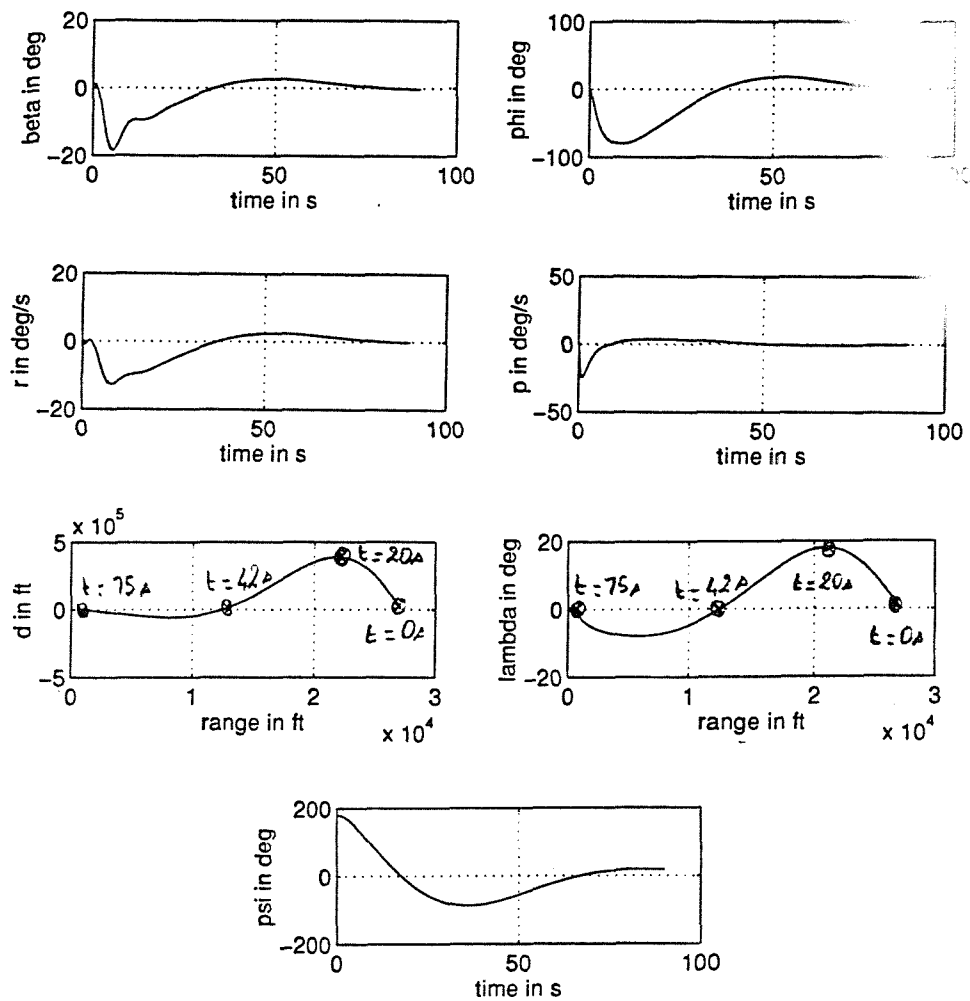 20
0
−20
beta in deg
0
50
100
time in s
100
0
−100
phi in deg
0
50
time in s
20
0
−20
r in deg/s
0
50
100
time in s
50
0
−50
p in deg/s
0
50
100
time in s
x 10^5
5
0
−5
d in ft
t=75s
t=42s
t=20s
t=0s
0
1
2
3
range in ft
x 10^4
20
0
−20
lambda in deg
t=75s
t=42s
t=20s
t=0s
0
1
2
3
range in ft
x 10^4
200
0
−200
psi in deg
0
50
100
time in s